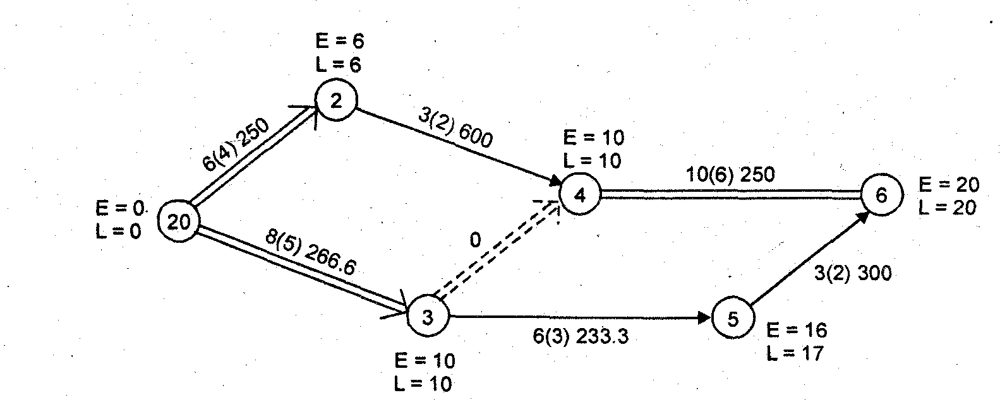 E = 6
L = 6
2
6(4) 250
3(2) 600
E = 10
L = 10
4
10(6) 250
6
E = 20
L = 20
E = 0
L = 0
20
8(5) 266.6
0
3(2) 300
3
6(3) 233.3
5
E = 16
L = 17
E = 10
L = 10